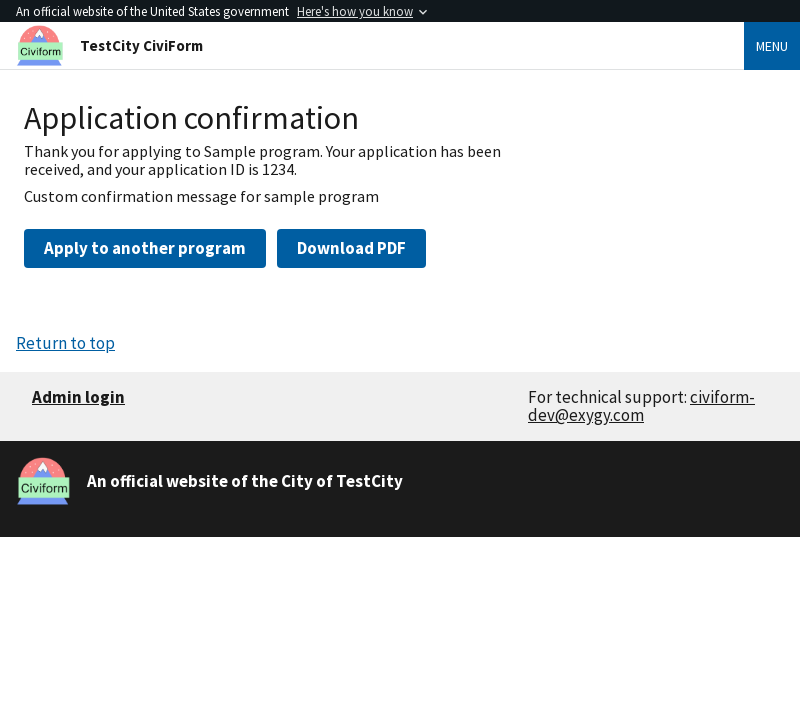 An official website of the United States government Here's how you know
Civiform
TestCity CiviForm
MENU
Application confirmation
Thank you for applying to Sample program. Your application has been
received, and your application ID is 1234.
Custom confirmation message for sample program
Apply to another program
Download PDF
Return to top
Admin login
For technical support: civiform-
dev@exygy.com
Civiform
An official website of the City of TestCity